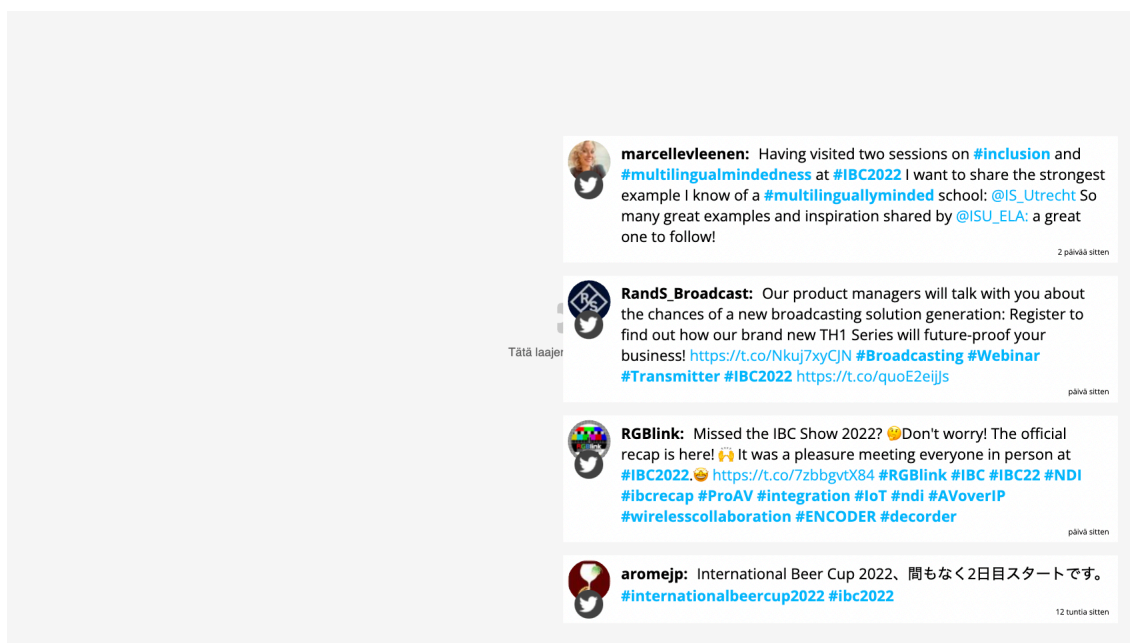 marcellevleenen: Having visited two sessions on #inclusion and
#multilingualmindedness at #IBC2022 I want to share the strongest
example I know of a #multilinguallyminded school: @IS_Utrecht So
many great examples and inspiration shared by @ISU_ELA: a great
one to follow!
2 päivää sitten
RandS_Broadcast: Our product managers will talk with you about
the chances of a new broadcasting solution generation: Register to
find out how our brand new TH1 Series will future-proof your
business! https://t.co/Nkuj7xyCJN #Broadcasting #Webinar
#Transmitter #IBC2022 https://t.co/quoE2eijJs
päivä sitten
Tätä laajen
RGBlink: Missed the IBC Show 2022? 🤔Don't worry! The official
recap is here! 🙌 It was a pleasure meeting everyone in person at
#IBC2022.🤩 https://t.co/7zbbgvtX84 #RGBlink #IBC #IBC22 #NDI
#ibcrecap #ProAV #integration #IoT #ndi #AVoverIP
#wirelesscollaboration #ENCODER #decorder
päivä sitten
aromejp: International Beer Cup 2022、間もなく2日目スタートです。
#internationalbeercup2022 #ibc2022
12 tuntia sitten